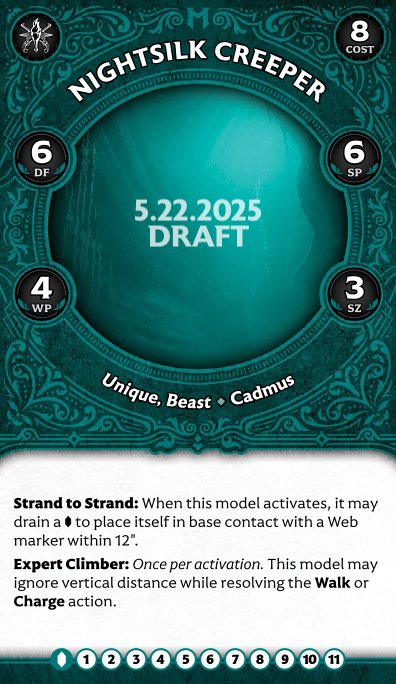 8
COST
NIGHTSILK CREEPER
6
DF
6
SP
5.22.2025
DRAFT
4
WP
3
SZ
Unique, Beast ◆ Cadmus
Strand to Strand: When this model activates, it may
drain a ⬮ to place itself in base contact with a Web
marker within 12".
Expert Climber: Once per activation. This model may
ignore vertical distance while resolving the Walk or
Charge action.
1 2 3 4 5 6 7 8 9 10 11